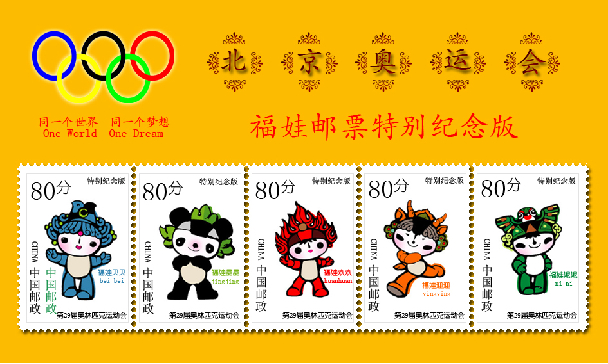 北京奥运会
同一个世界 同一个梦想
One World One Dream
福娃邮票特别纪念版
80分
特别纪念版
CHINA
中国邮政
中国邮政
福娃贝贝
bei bei
第29届奥林匹克运动会
80分
特别纪念版
CHINA
中国邮政
福娃晶晶
jingjing
第29届奥林匹克运动会
80分
特别纪念版
CHINA
中国邮政
福娃欢欢
huanhuan
第29届奥林匹克运动会
80分
特别纪念版
CHINA
中国邮政
福娃
第29届奥林匹克运动会
80分
特别纪念版
CHINA
中国邮政
福娃妮妮
ni ni
第29届奥林匹克运动会